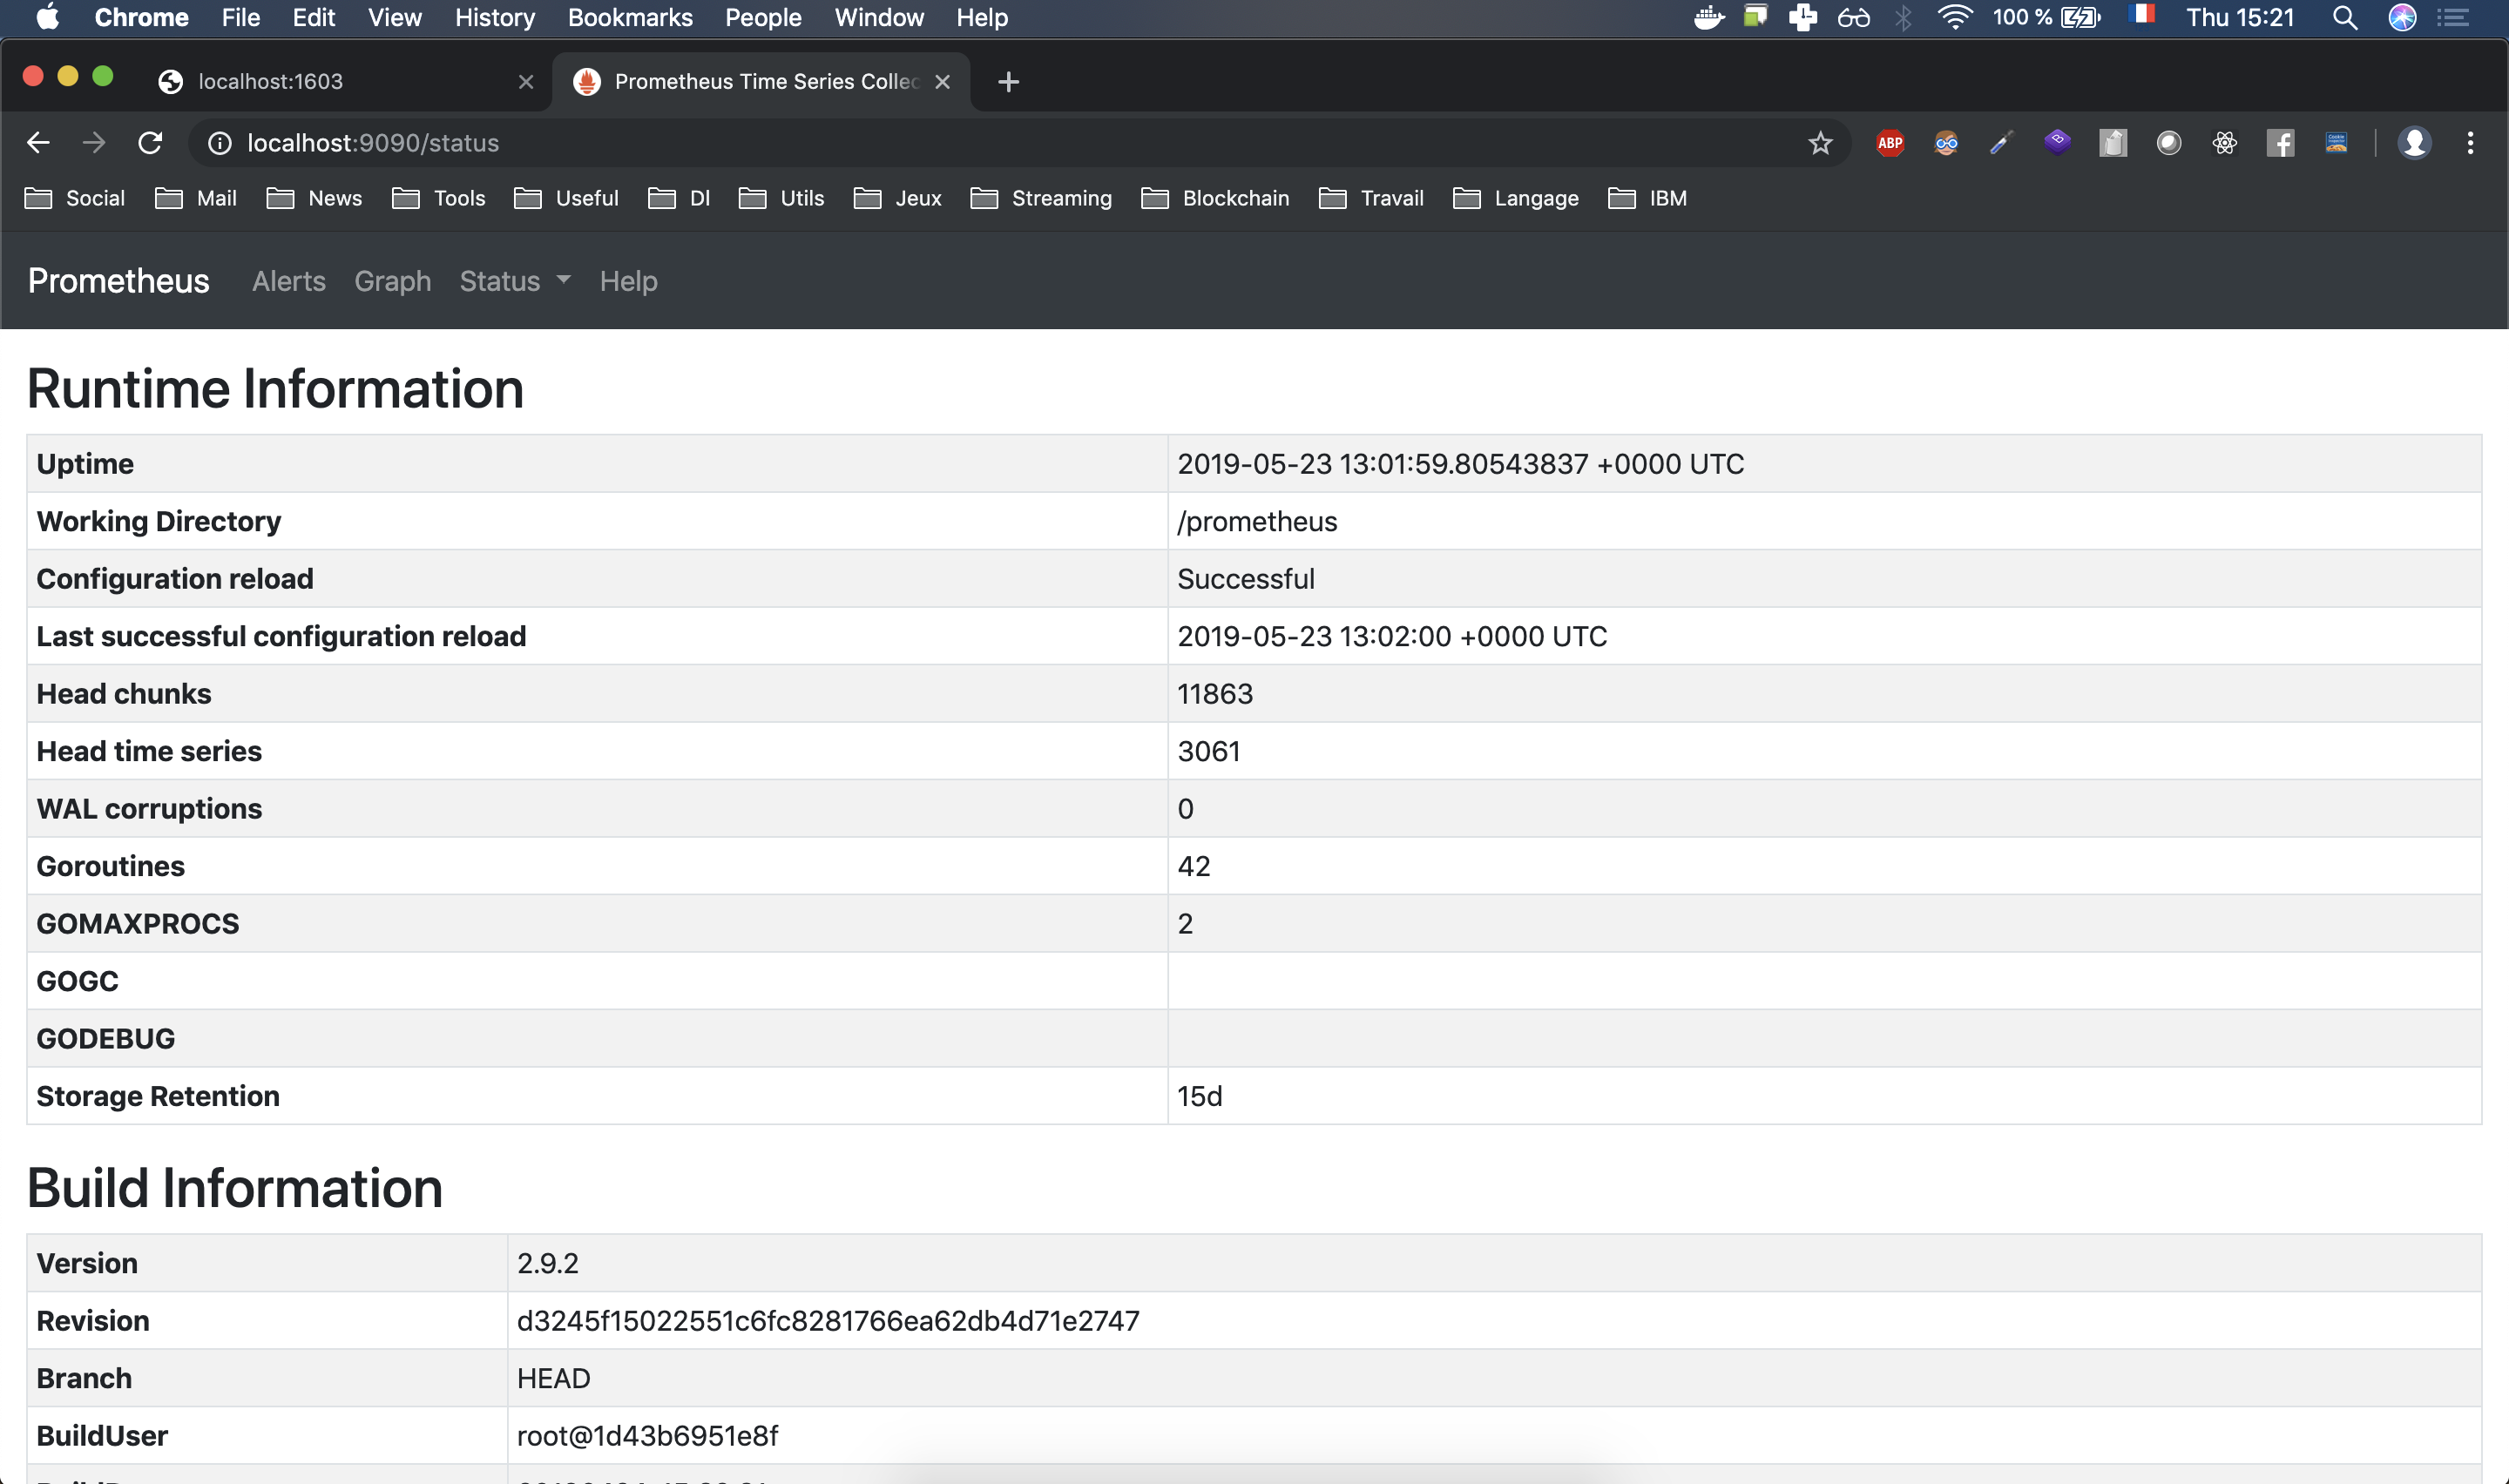 Chrome File Edit View History Bookmarks People Window Help 100 % Thu 15:21
localhost:1603 Prometheus Time Series Collec
localhost:9090/status ABP
Social Mail News Tools Useful Dl Utils Jeux Streaming Blockchain Travail Langage IBM
Prometheus Alerts Graph Status Help
Runtime Information
Uptime 2019-05-23 13:01:59.80543837 +0000 UTC
Working Directory /prometheus
Configuration reload Successful
Last successful configuration reload 2019-05-23 13:02:00 +0000 UTC
Head chunks 11863
Head time series 3061
WAL corruptions 0
Goroutines 42
GOMAXPROCS 2
GOGC
GODEBUG
Storage Retention 15d
Build Information
Version 2.9.2
Revision d3245f15022551c6fc8281766ea62db4d71e2747
Branch HEAD
BuildUser root@1d43b6951e8f